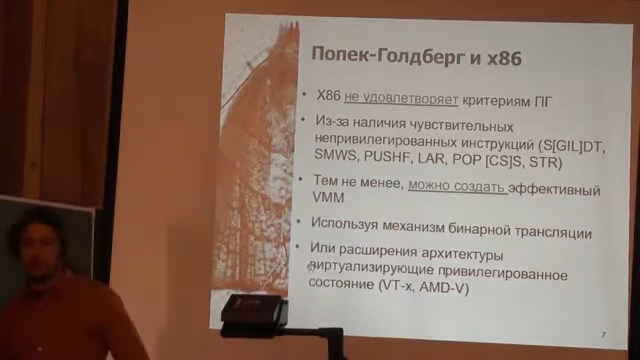 Попек-Голдберг и x86
• X86 не удовлетворяет критериям ПГ
• Из-за наличия чувствительных
непривилегированных инструкций (S[GIL]DT,
SMWS, PUSHF, LAR, POP [CS]S, STR)
• Тем не менее, можно создать эффективный
VMM
• Используя механизм бинарной трансляции
• Или расширения архитектуры
виртуализирующие привилегированное
состояние (VT-x, AMD-V)
7